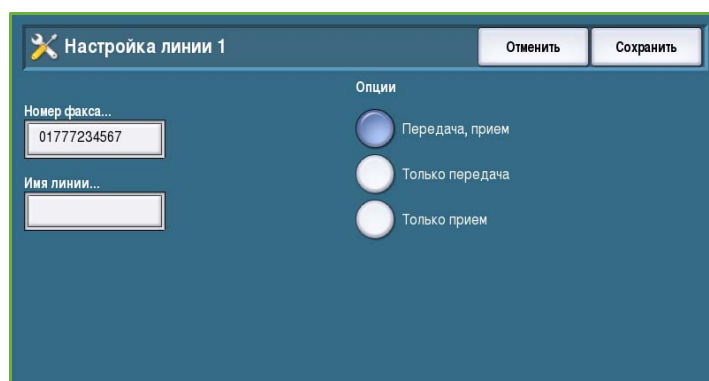 Настройка линии 1
Отменить
Сохранить
Номер факса...
01777234567
Имя линии...
Опции
Передача, прием
Только передача
Только прием